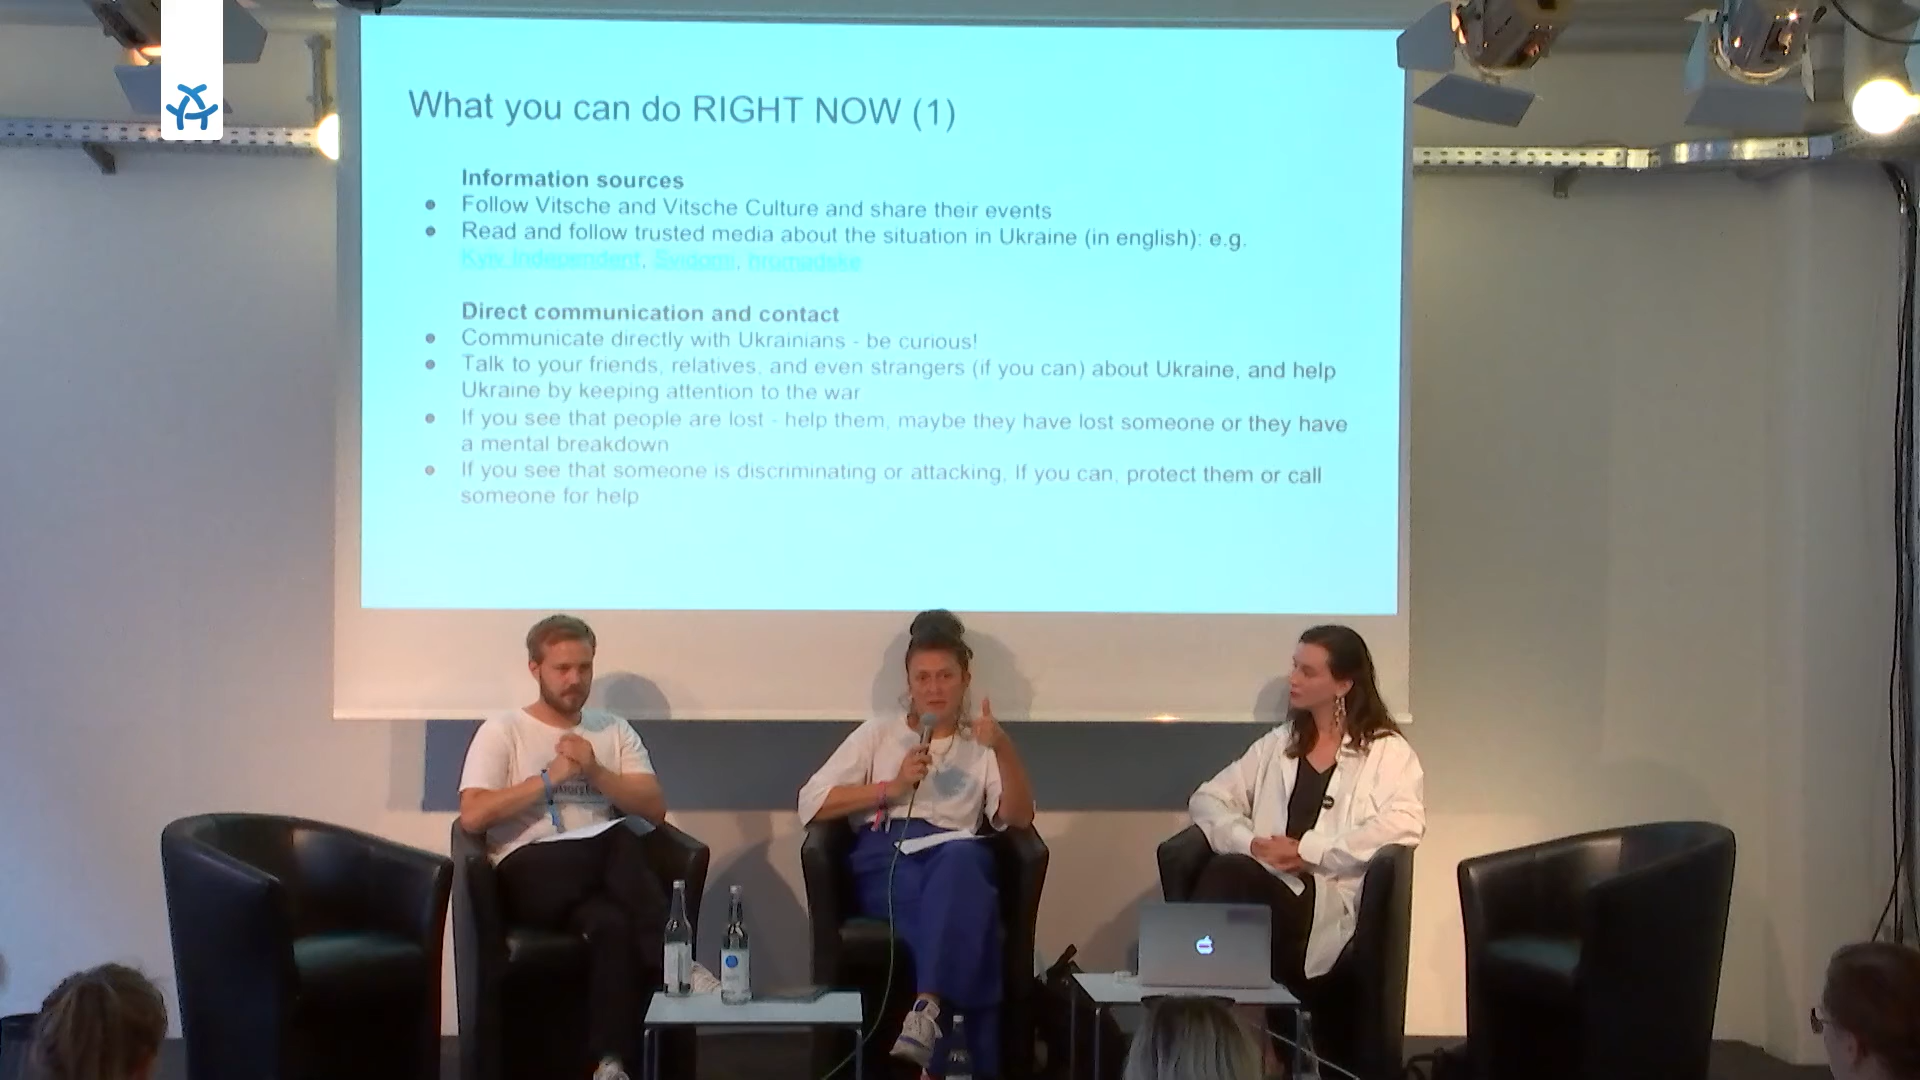 What you can do RIGHT NOW (1)
Information sources
● Follow Vitsche and Vitsche Culture and share their events
● Read and follow trusted media about the situation in Ukraine (in english): e.g.
Kyiv Independent, Svidomi, hromadske
Direct communication and contact
● Communicate directly with Ukrainians - be curious!
● Talk to your friends, relatives, and even strangers (if you can) about Ukraine, and help
Ukraine by keeping attention to the war
● If you see that people are lost - help them, maybe they have lost someone or they have
a mental breakdown
● If you see that someone is discriminating or attacking, If you can, protect them or call
someone for help